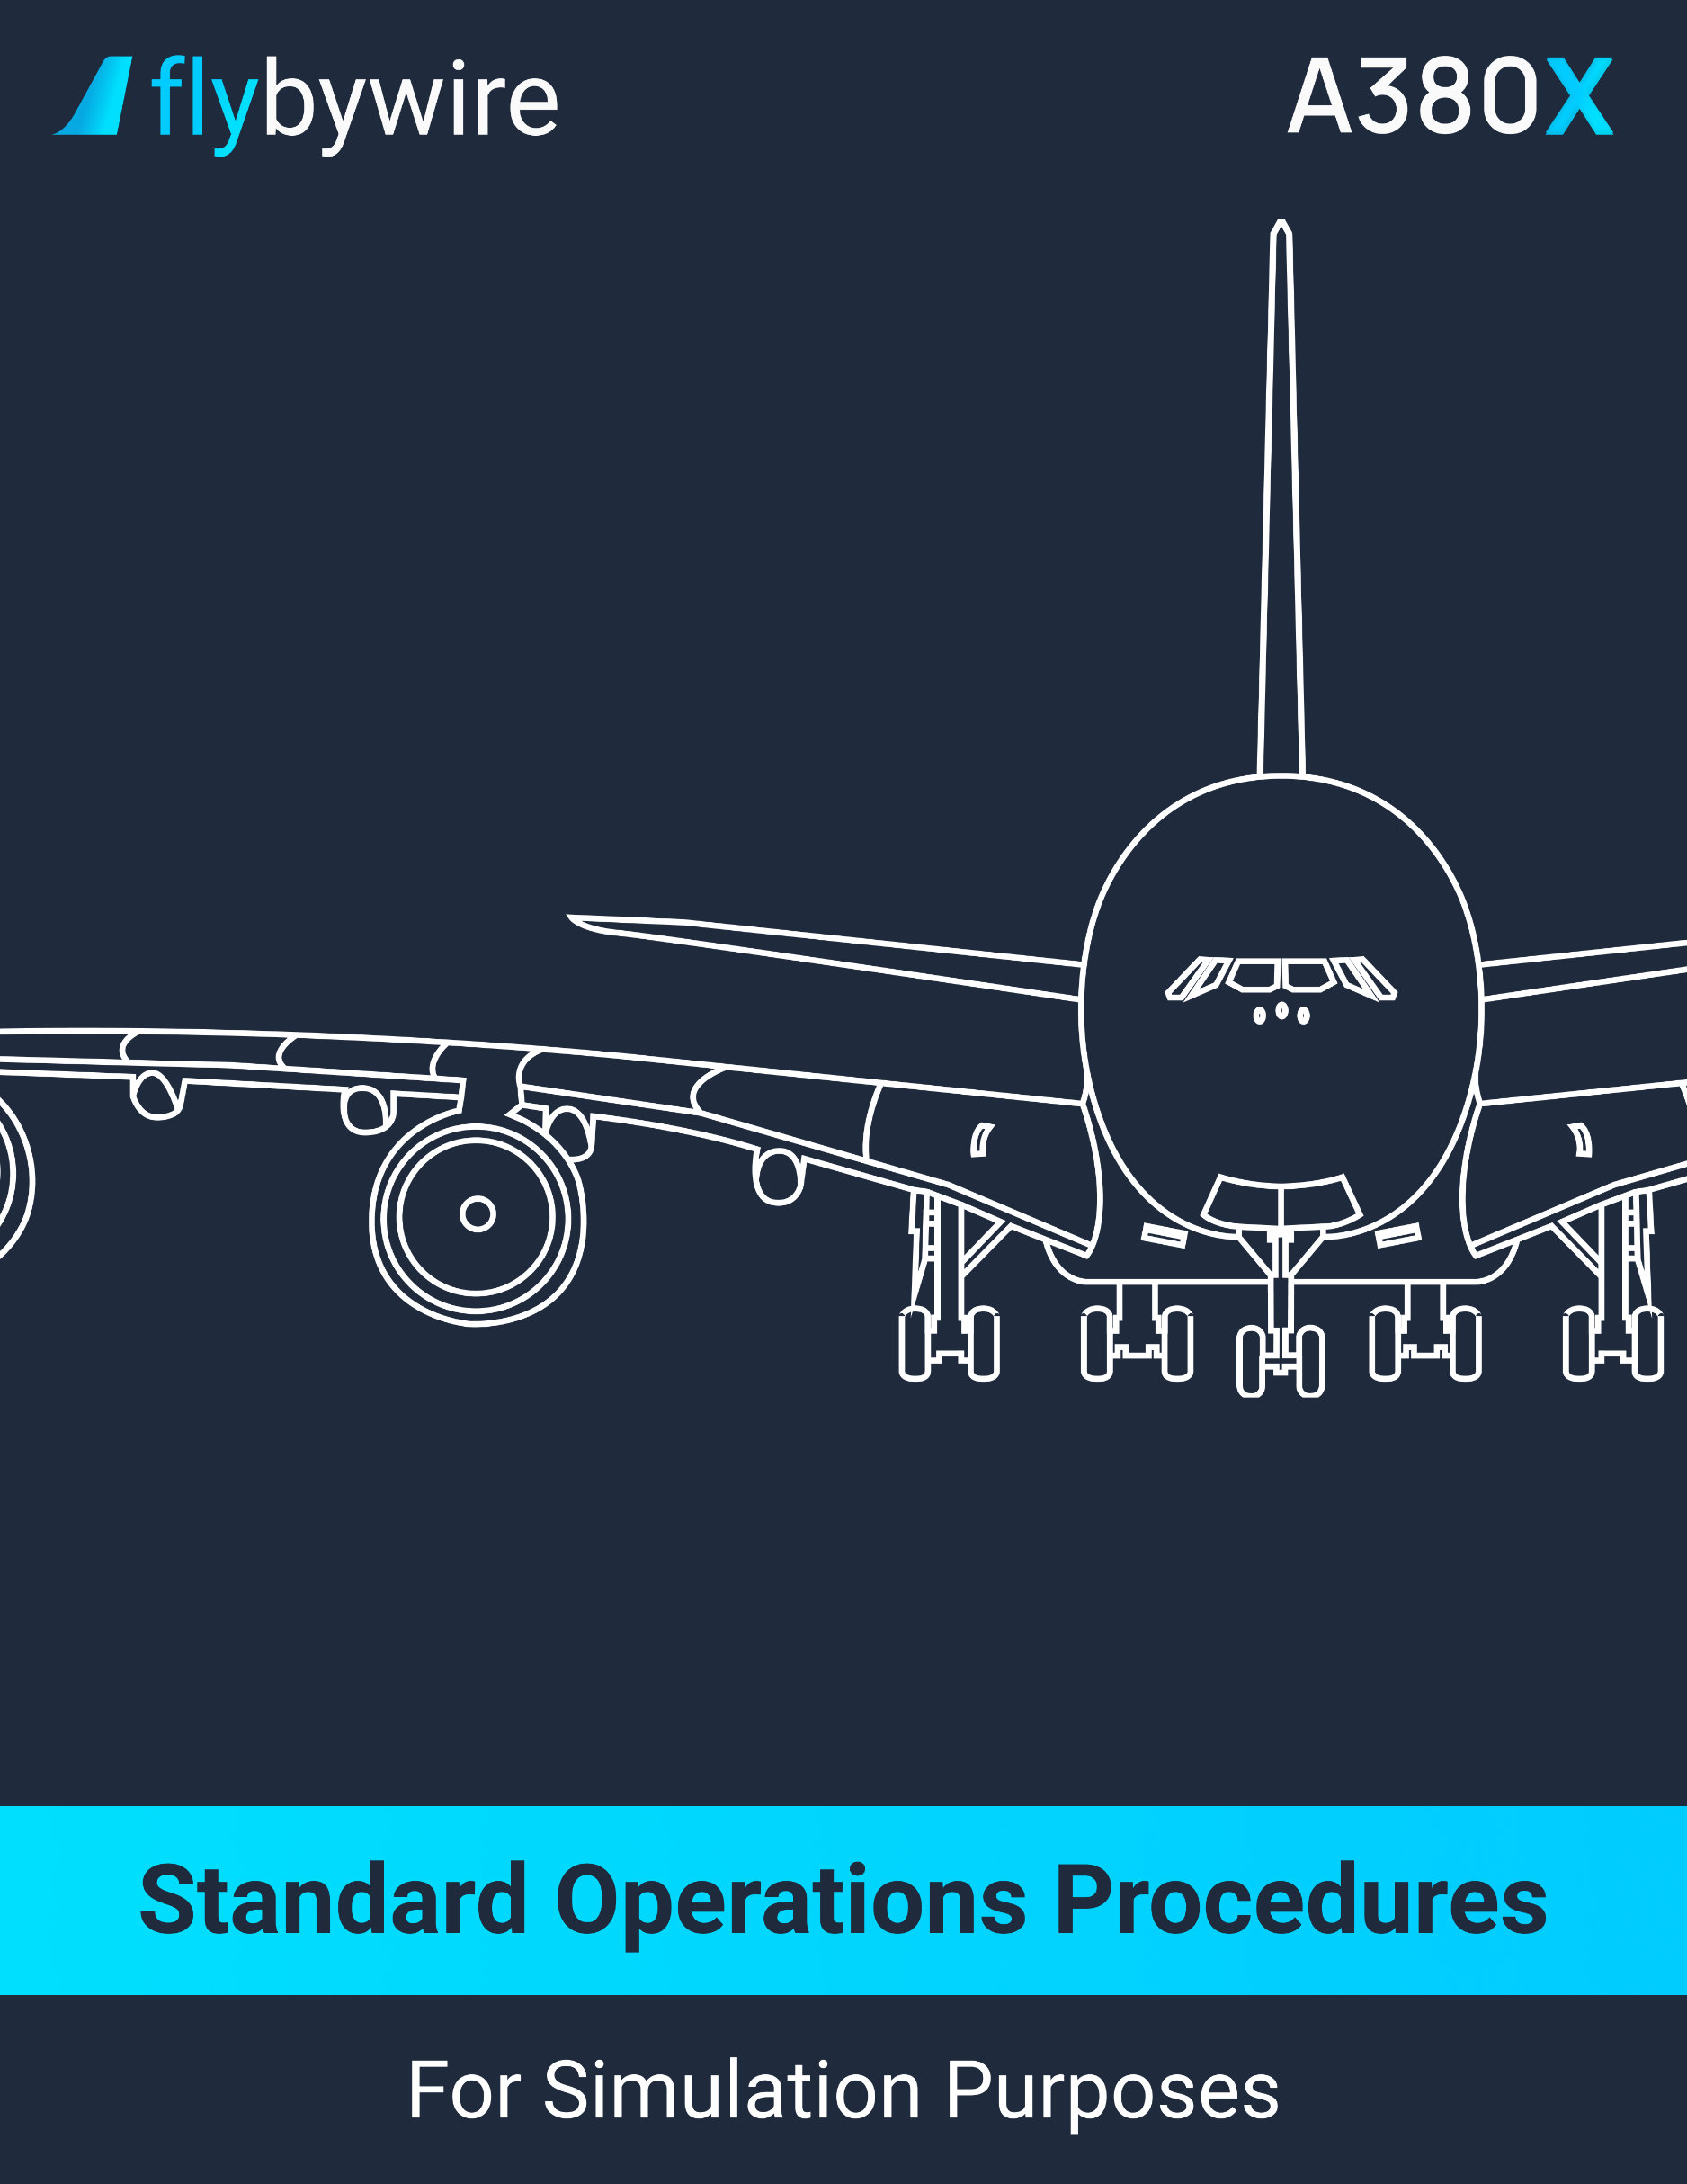 flybywire
A380X
Standard Operations Procedures
For Simulation Purposes